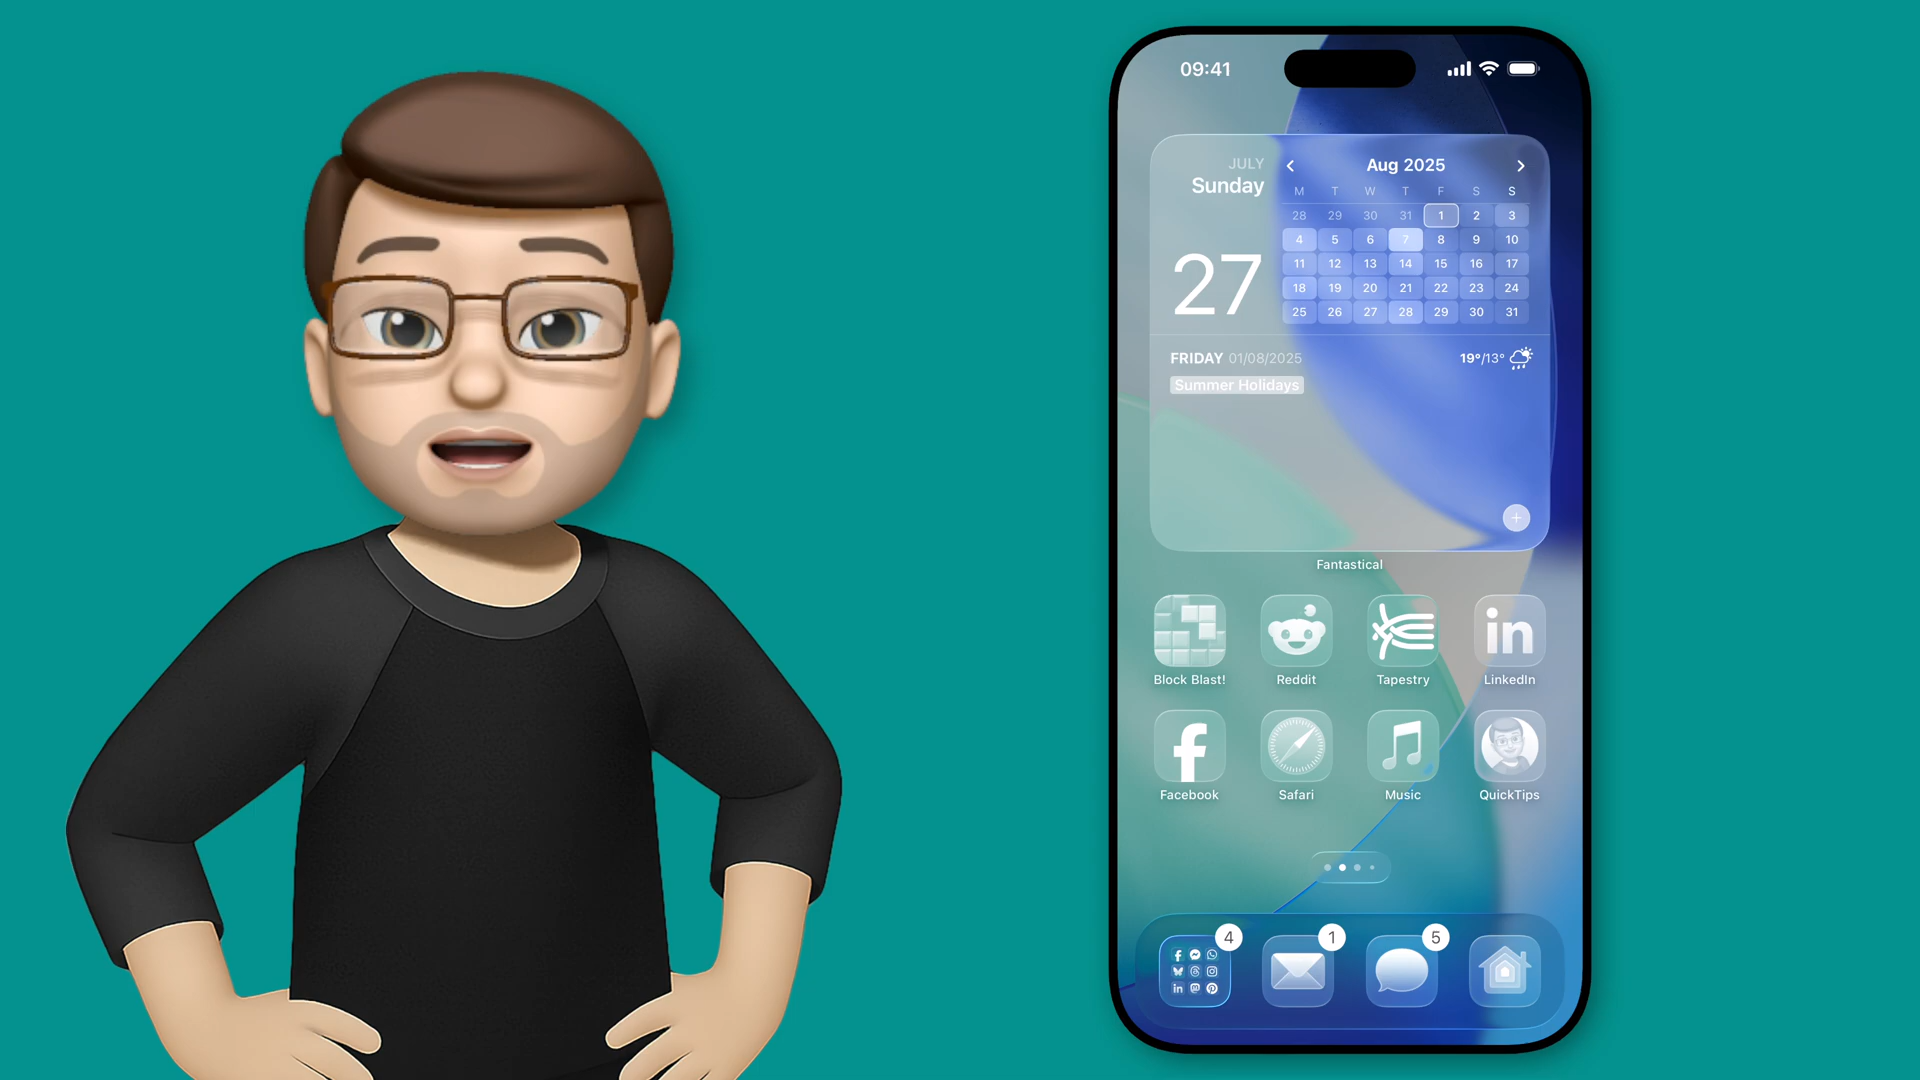 09:41
JULY
Sunday
27
Aug 2025
M T W T F S S
28 29 30 31 1 2 3
4 5 6 7 8 9 10
11 12 13 14 15 16 17
18 19 20 21 22 23 24
25 26 27 28 29 30 31
FRIDAY 01/08/2025
19°/13°
Summer Holidays
Fantastical
in
Block Blast! Reddit Tapestry LinkedIn
f
Facebook Safari Music QuickTips
4 1 5
f
in